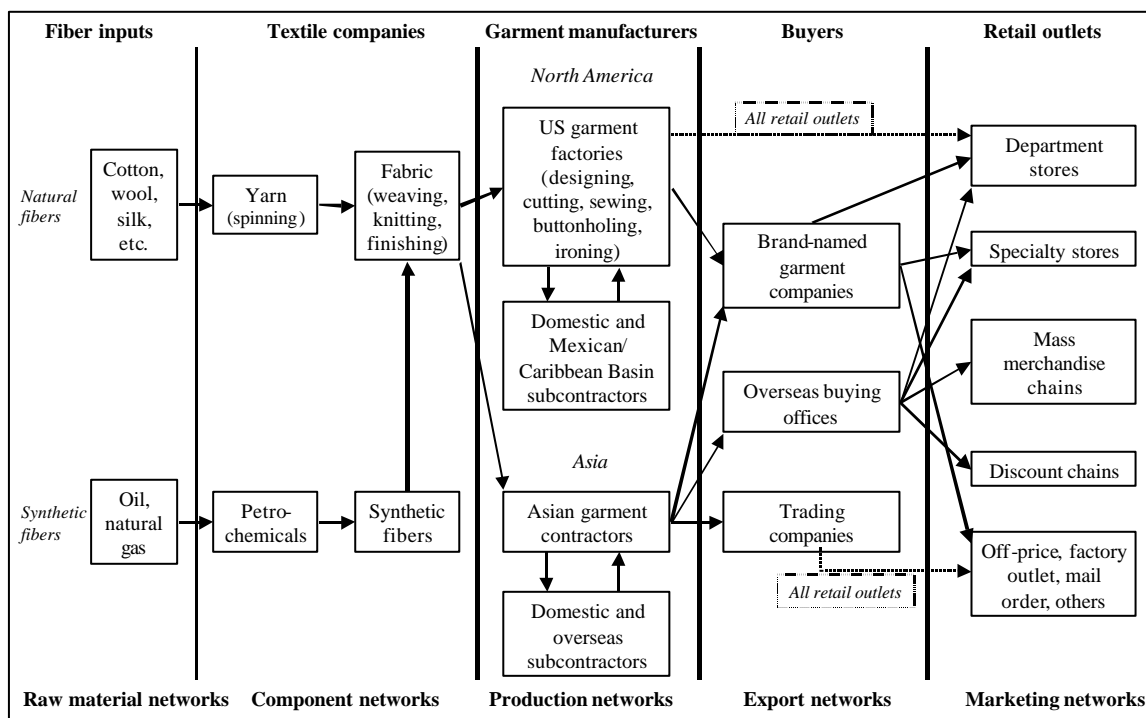 Fiber inputs
Textile companies
Garment manufacturers
Buyers
Retail outlets
Natural
fibers
Cotton,
wool,
silk,
etc.
Yarn
(spinning)
Fabric
(weaving,
knitting,
finishing)
North America
US garment
factories
(designing,
cutting, sewing,
buttonholing,
ironing)
Domestic and
Mexican/
Caribbean Basin
subcontractors
All retail outlets
Brand-named
garment
companies
Overseas buying
offices
Department
stores
Specialty stores
Mass
merchandise
chains
Discount chains
Synthetic
fibers
Oil,
natural
gas
Petro-
chemicals
Synthetic
fibers
Asia
Asian garment
contractors
Domestic and
overseas
subcontractors
Trading
companies
All retail outlets
Off-price, factory
outlet, mail
order, others
Raw material networks
Component networks
Production networks
Export networks
Marketing networks